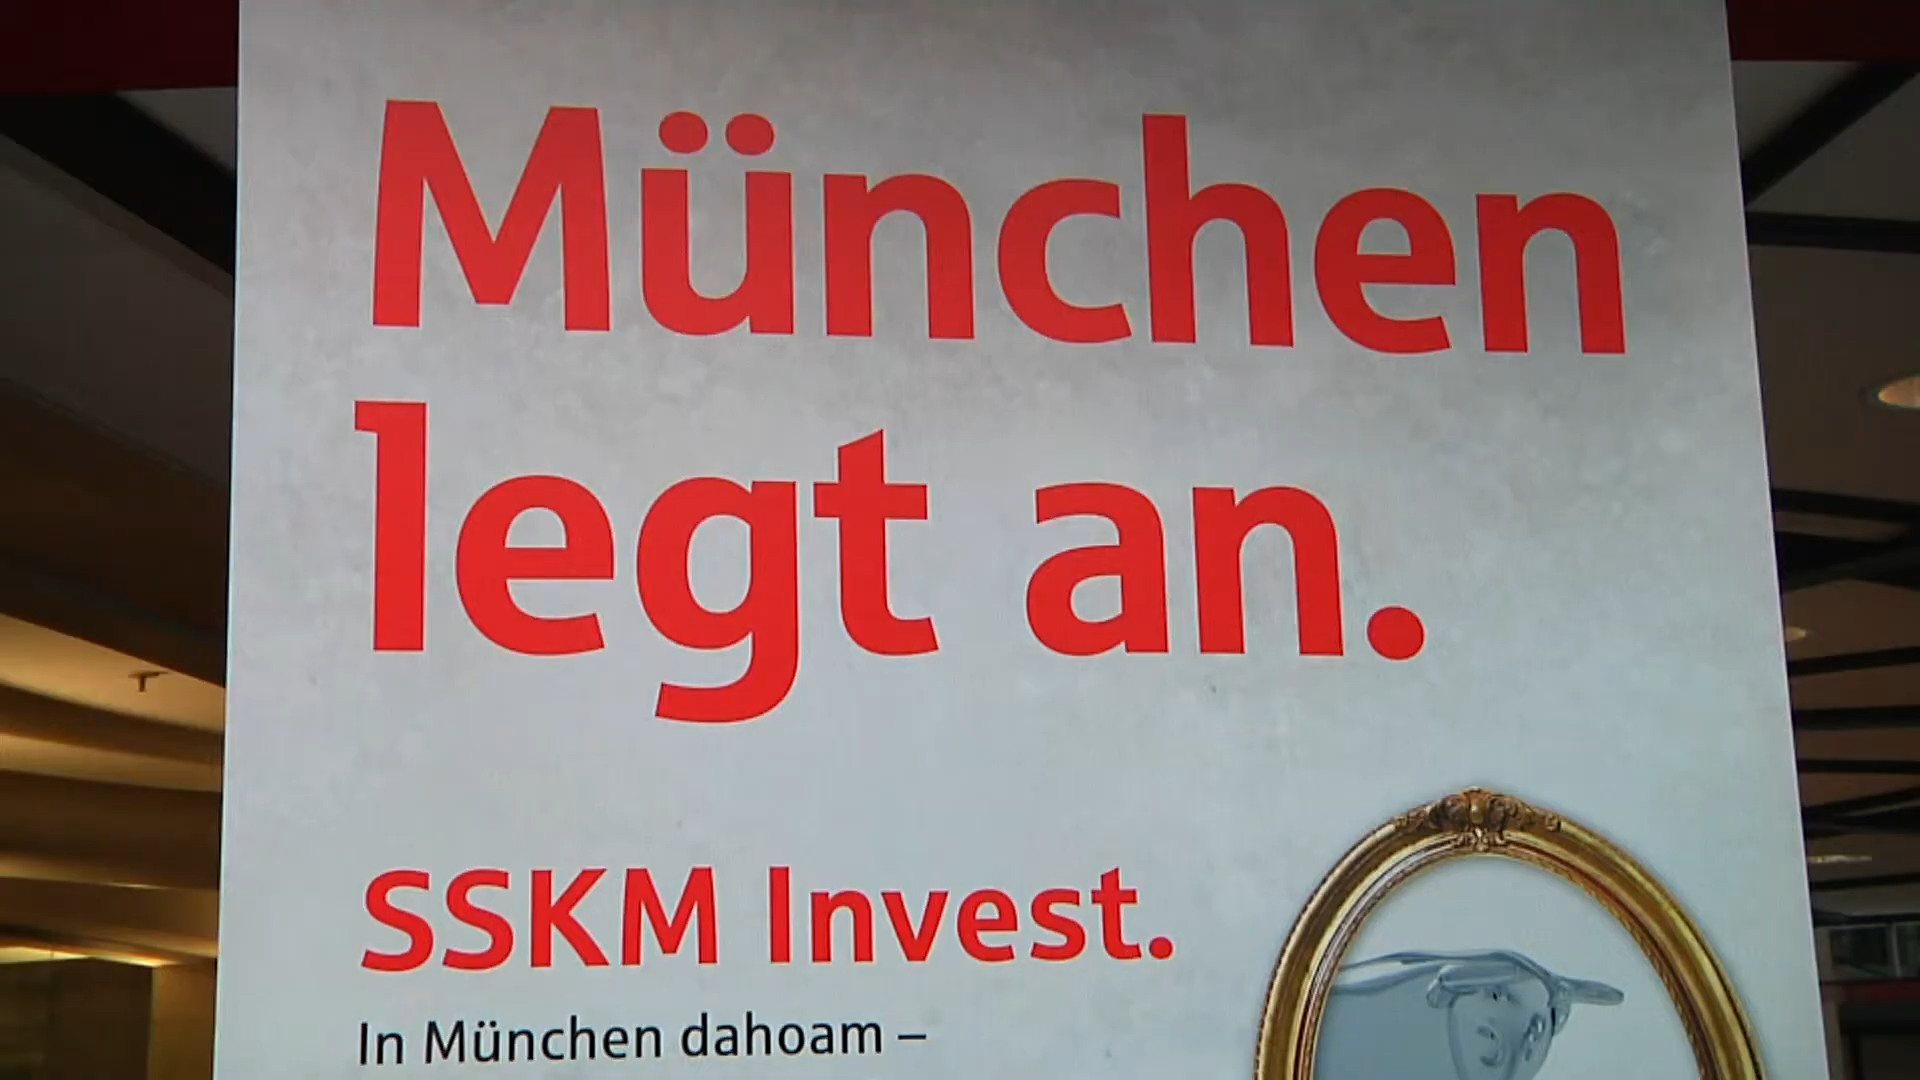 München
legt an.
SSKM Invest.
In München dahoam –